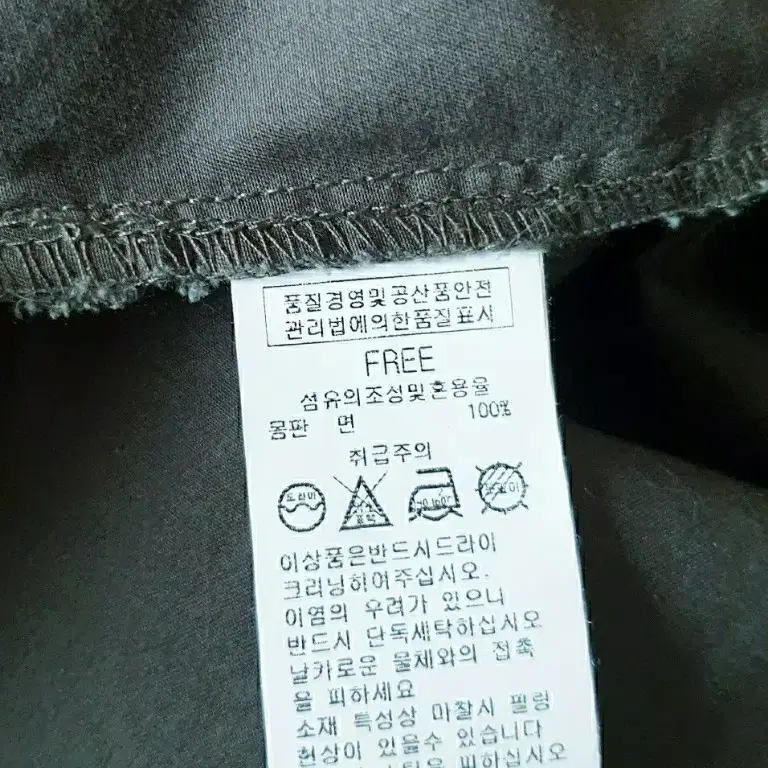 품질경영및공산품안전
관리법에의한품질표시
FREE
섬유의조성및혼용율
몸판 면 100%
취급주의
드라이
이상품은반드시드라이
크리닝하여주십시오.
이염의 우려가 있으니
반드시 단독세탁하십시오
날카로운 물체와의 접촉
을 피하세요
소재 특성상 마찰시 필링
현상이 있을수 있습니다
피하십시오